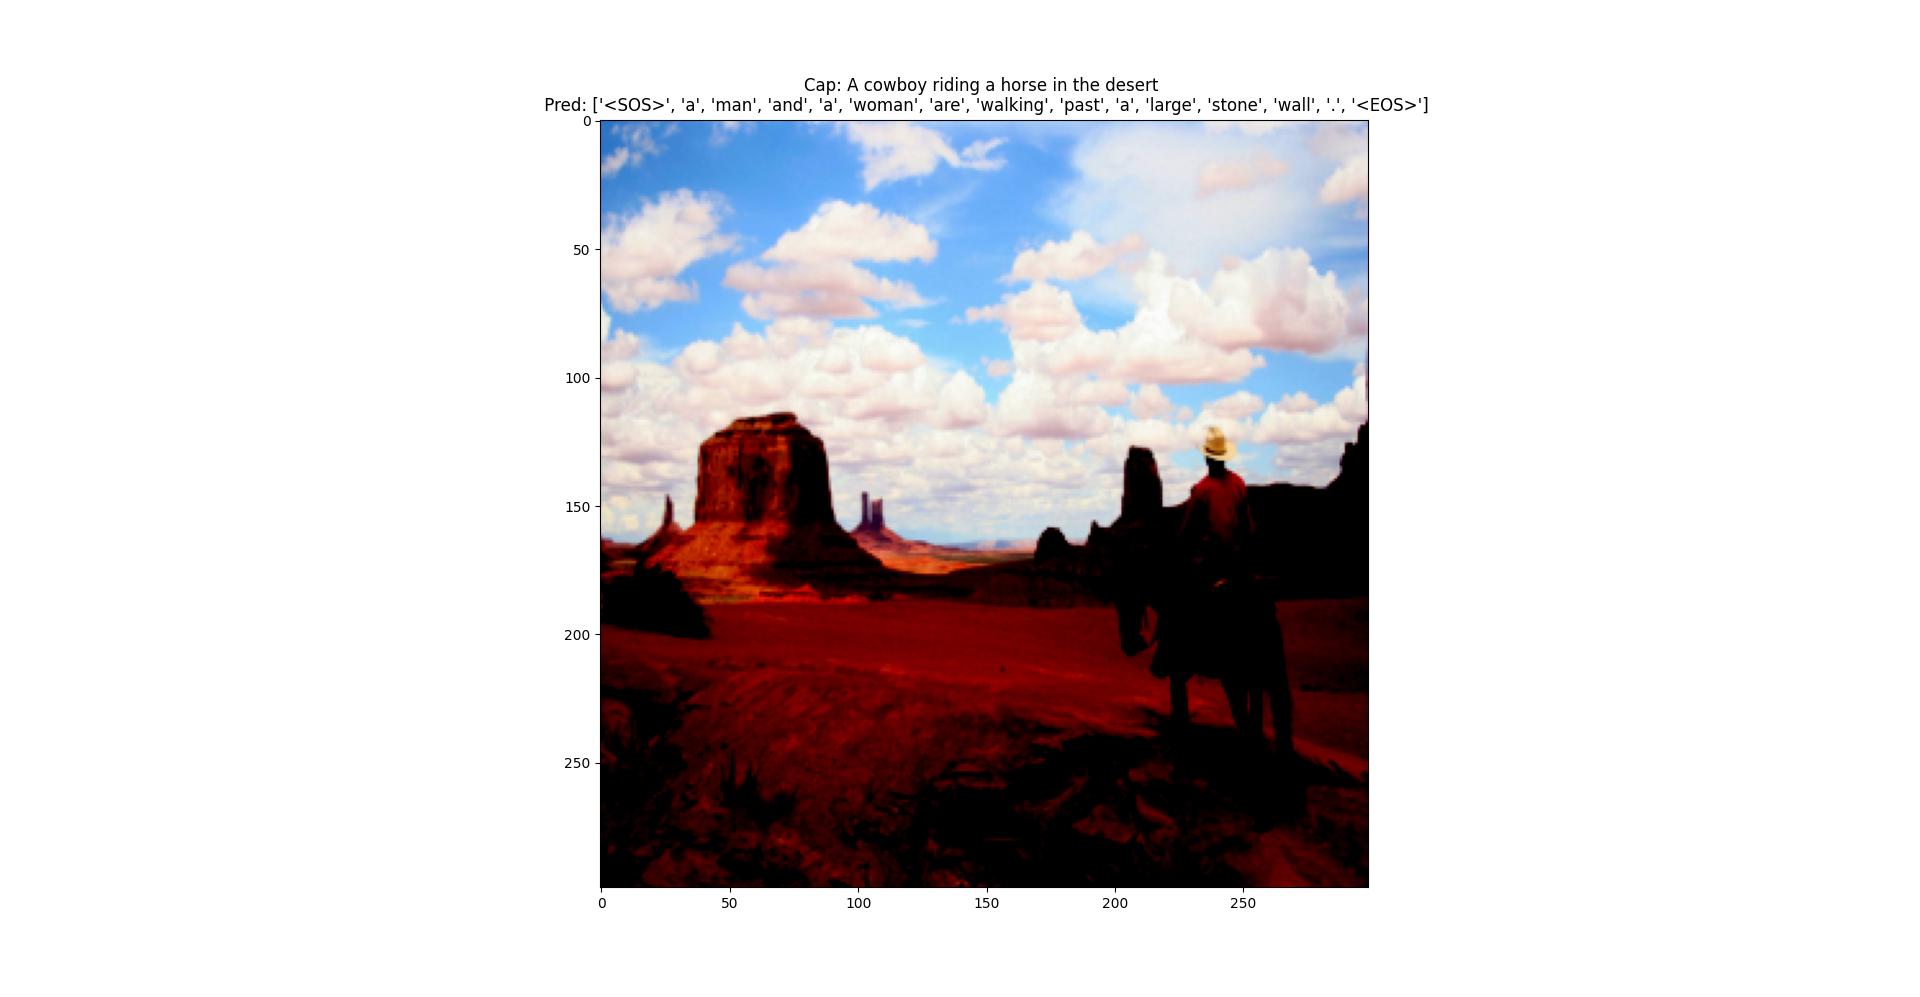 Cap: A cowboy riding a horse in the desert
Pred: ['<SOS>', 'a', 'man', 'and', 'a', 'woman', 'are', 'walking', 'past', 'a', 'large', 'stone', 'wall', '.', '<EOS>']
0
50
100
150
200
250
0 50 100 150 200 250